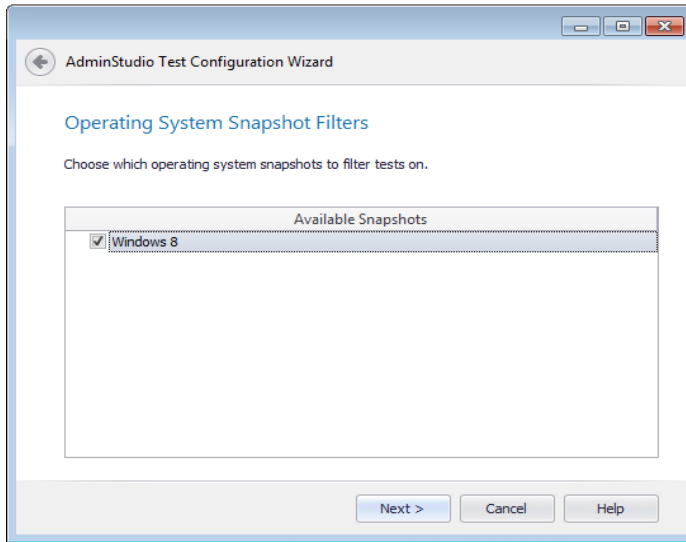 AdminStudio Test Configuration Wizard
Operating System Snapshot Filters
Choose which operating system snapshots to filter tests on.
Available Snapshots
Windows 8
Next >
Cancel
Help